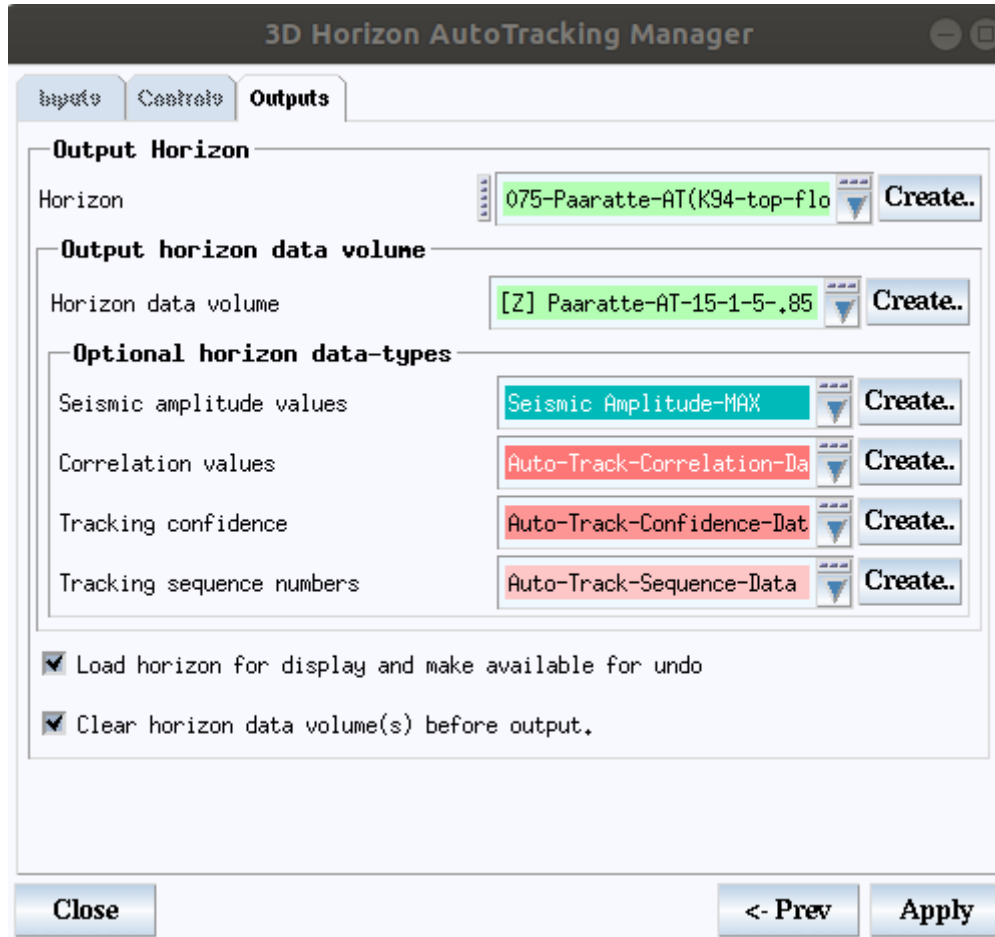 3D Horizon AutoTracking Manager
Inputs Controls Outputs
Output Horizon
Horizon 075-Paaratte-AT(K94-top-flo Create..
Output horizon data volume
Horizon data volume [Z] Paaratte-AT-15-1-5-.85 Create..
Optional horizon data-types
Seismic amplitude values Seismic Amplitude-MAX Create..
Correlation values Auto-Track-Correlation-Da Create..
Tracking confidence Auto-Track-Confidence-Dat Create..
Tracking sequence numbers Auto-Track-Sequence-Data Create..
Load horizon for display and make available for undo
Clear horizon data volume(s) before output.
Close <- Prev Apply